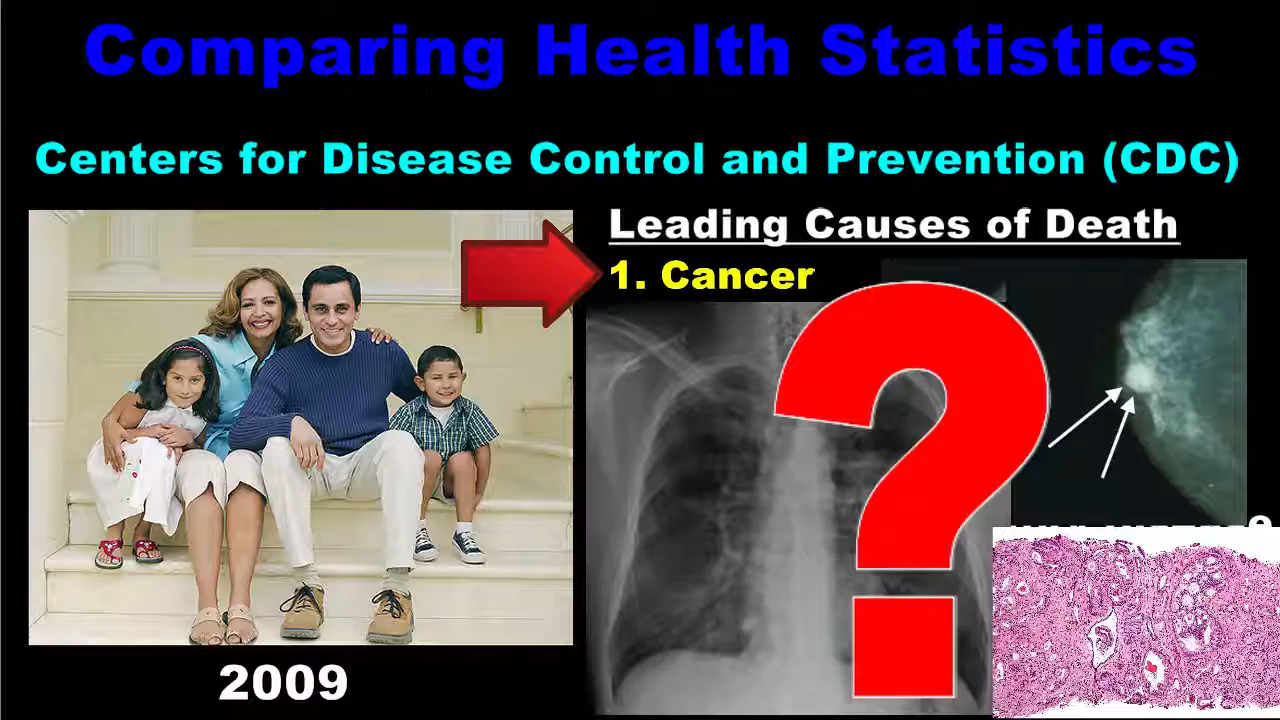 Comparing Health Statistics
Centers for Disease Control and Prevention (CDC)
Leading Causes of Death
1. Cancer
?
2009